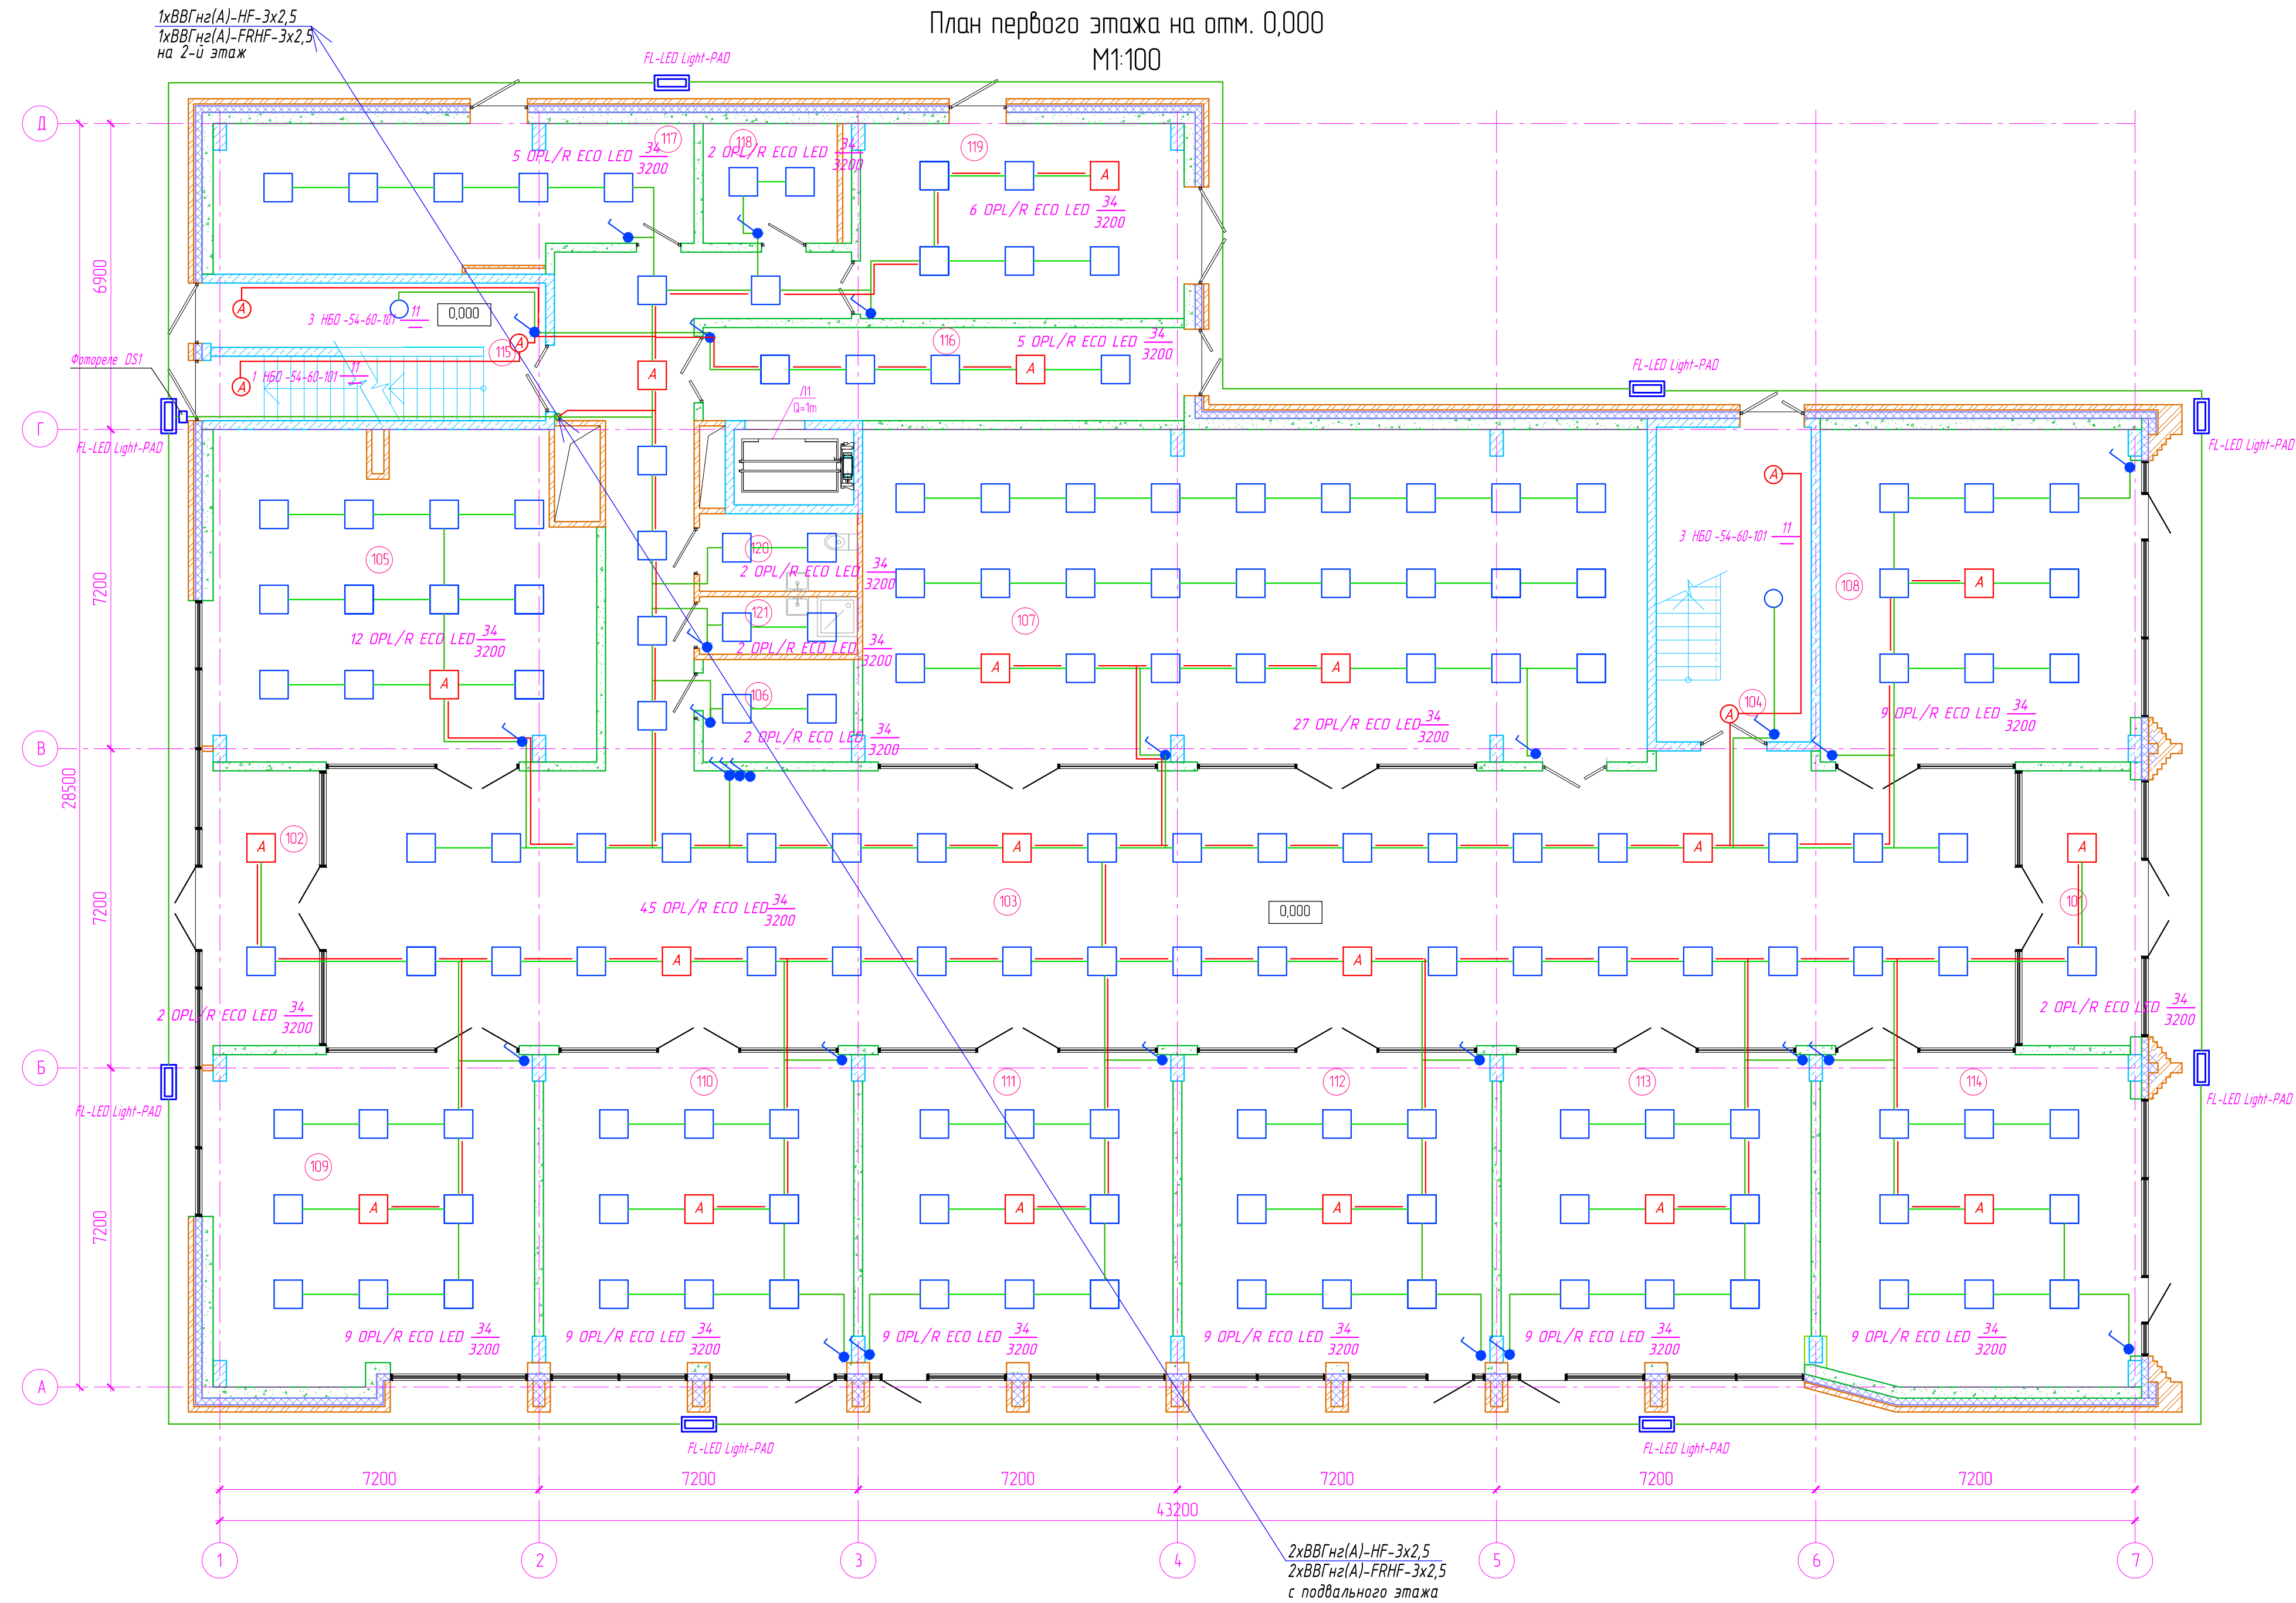 План первого этажа на отм. 0,000
М1:100
1хВВГнг(А)-HF-3х2,5
1хВВГнг(А)-FRHF-3х2,5
на 2-й этаж
FL-LED Light-PAD
Д
117
118
119
5 OPL/R ECO LED 34
3200
2 OPL/R ECO LED 34
3200
А
6 OPL/R ECO LED 34
3200
6900
А
3 НБО-54-60-101 11
0,000
А
115
116
5 OPL/R ECO LED 34
3200
Фотореле DS1
А
1 НБО-54-60-101 11
А
А
Л1
Q=1т
FL-LED Light-PAD
Г
FL-LED Light-PAD
FL-LED Light-PAD
А
3 НБО-54-60-101 11
105
120
2 OPL/R ECO LED 34
3200
7200
107
108
А
121
12 OPL/R ECO LED 34
3200
2 OPL/R ECO LED 34
3200
А
А
А
106
104
А
2 OPL/R ECO LED 34
3200
27 OPL/R ECO LED 34
3200
9 OPL/R ECO LED 34
3200
В
28500
102
А
А
А
А
7200
45 OPL/R ECO LED 34
3200
103
0,000
101
А
А
2 OPL/R ECO LED 34
3200
2 OPL/R ECO LED 34
3200
Б
FL-LED Light-PAD
FL-LED Light-PAD
110
111
112
113
114
109
7200
А
А
А
А
А
А
9 OPL/R ECO LED 34
3200
9 OPL/R ECO LED 34
3200
9 OPL/R ECO LED 34
3200
9 OPL/R ECO LED 34
3200
9 OPL/R ECO LED 34
3200
9 OPL/R ECO LED 34
3200
А
FL-LED Light-PAD
FL-LED Light-PAD
7200
7200
7200
7200
7200
7200
43200
1
2
3
4
5
6
7
2хВВГнг(А)-HF-3х2,5
2хВВГнг(А)-FRHF-3х2,5
с подвального этажа